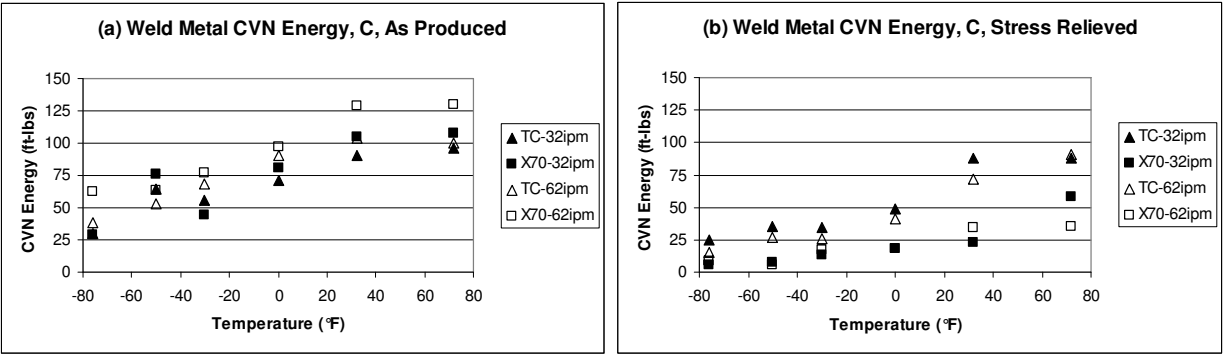 (a) Weld Metal CVN Energy, C, As Produced
CVN Energy (ft-lbs)
150
125
100
75
50
25
0
-80 -60 -40 -20 0 20 40 60 80
Temperature (°F)
TC-32ipm
X70-32ipm
TC-62ipm
X70-62ipm
(b) Weld Metal CVN Energy, C, Stress Relieved
CVN Energy (ft-lbs)
150
125
100
75
50
25
0
-80 -60 -40 -20 0 20 40 60 80
Temperature (°F)
TC-32ipm
X70-32ipm
TC-62ipm
X70-62ipm